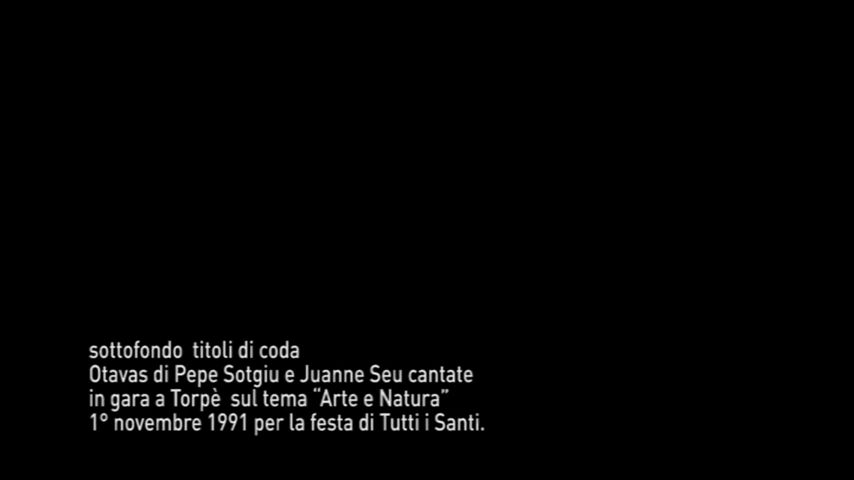 sottofondo  titoli di coda
Otavas di Pepe Sotgiu e Juanne Seu cantate
in gara a Torpè  sul tema “Arte e Natura”
1° novembre 1991 per la festa di Tutti i Santi.